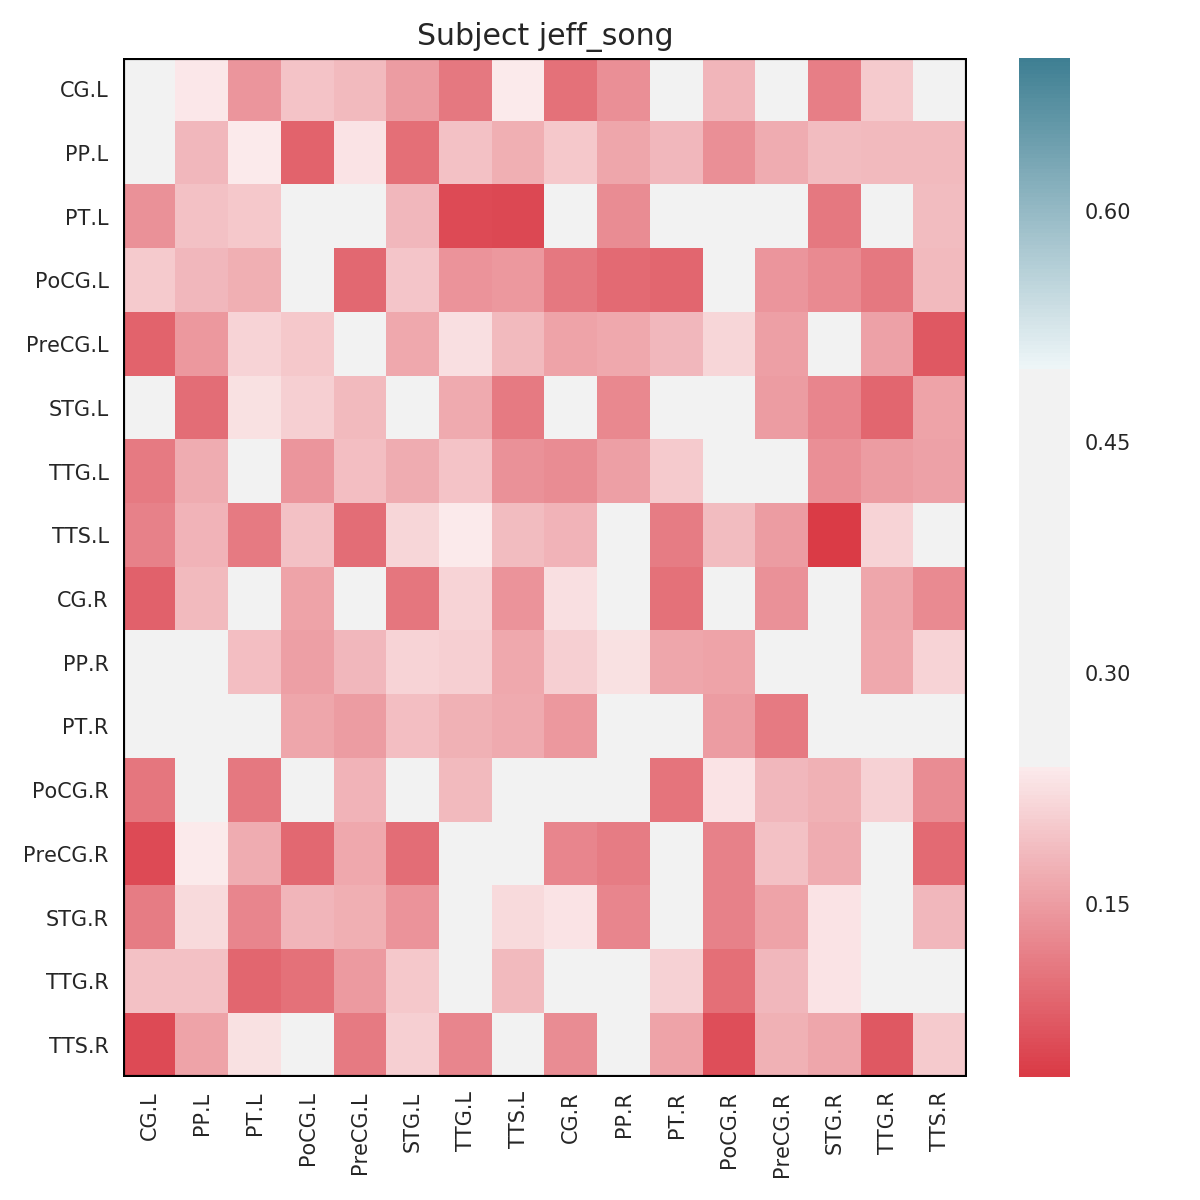 Subject jeff_song
CG.L
PP.L
PT.L
PoCG.L
PreCG.L
STG.L
TTG.L
TTS.L
CG.R
PP.R
PT.R
PoCG.R
PreCG.R
STG.R
TTG.R
TTS.R
CG.L
PP.L
PT.L
PoCG.L
PreCG.L
STG.L
TTG.L
TTS.L
CG.R
PP.R
PT.R
PoCG.R
PreCG.R
STG.R
TTG.R
TTS.R
0.60
0.45
0.30
0.15